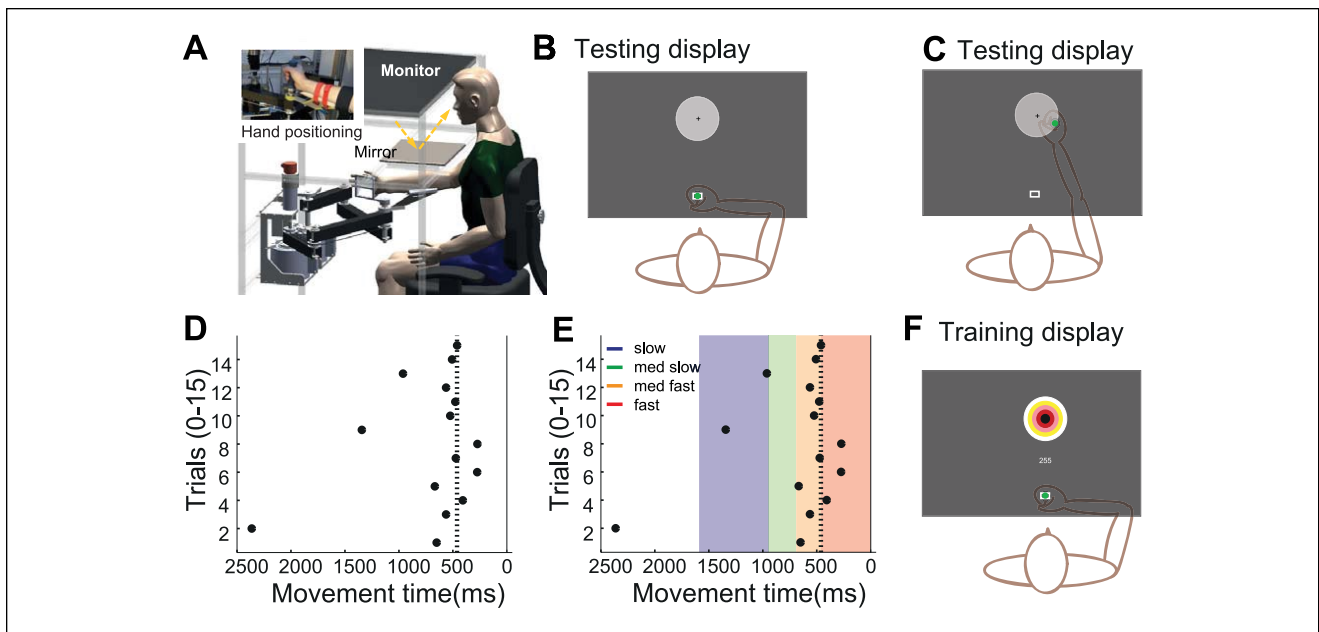 A
Monitor
Hand positioning
Mirror
B Testing display
C Testing display
D
Trials (0-15)
14
12
10
8
6
4
2
2500 2000 1500 1000 500 0
Movement time(ms)
E
slow
med slow
med fast
fast
Trials (0-15)
14
12
10
8
6
4
2
2500 2000 1500 1000 500 0
Movement time(ms)
F Training display
255